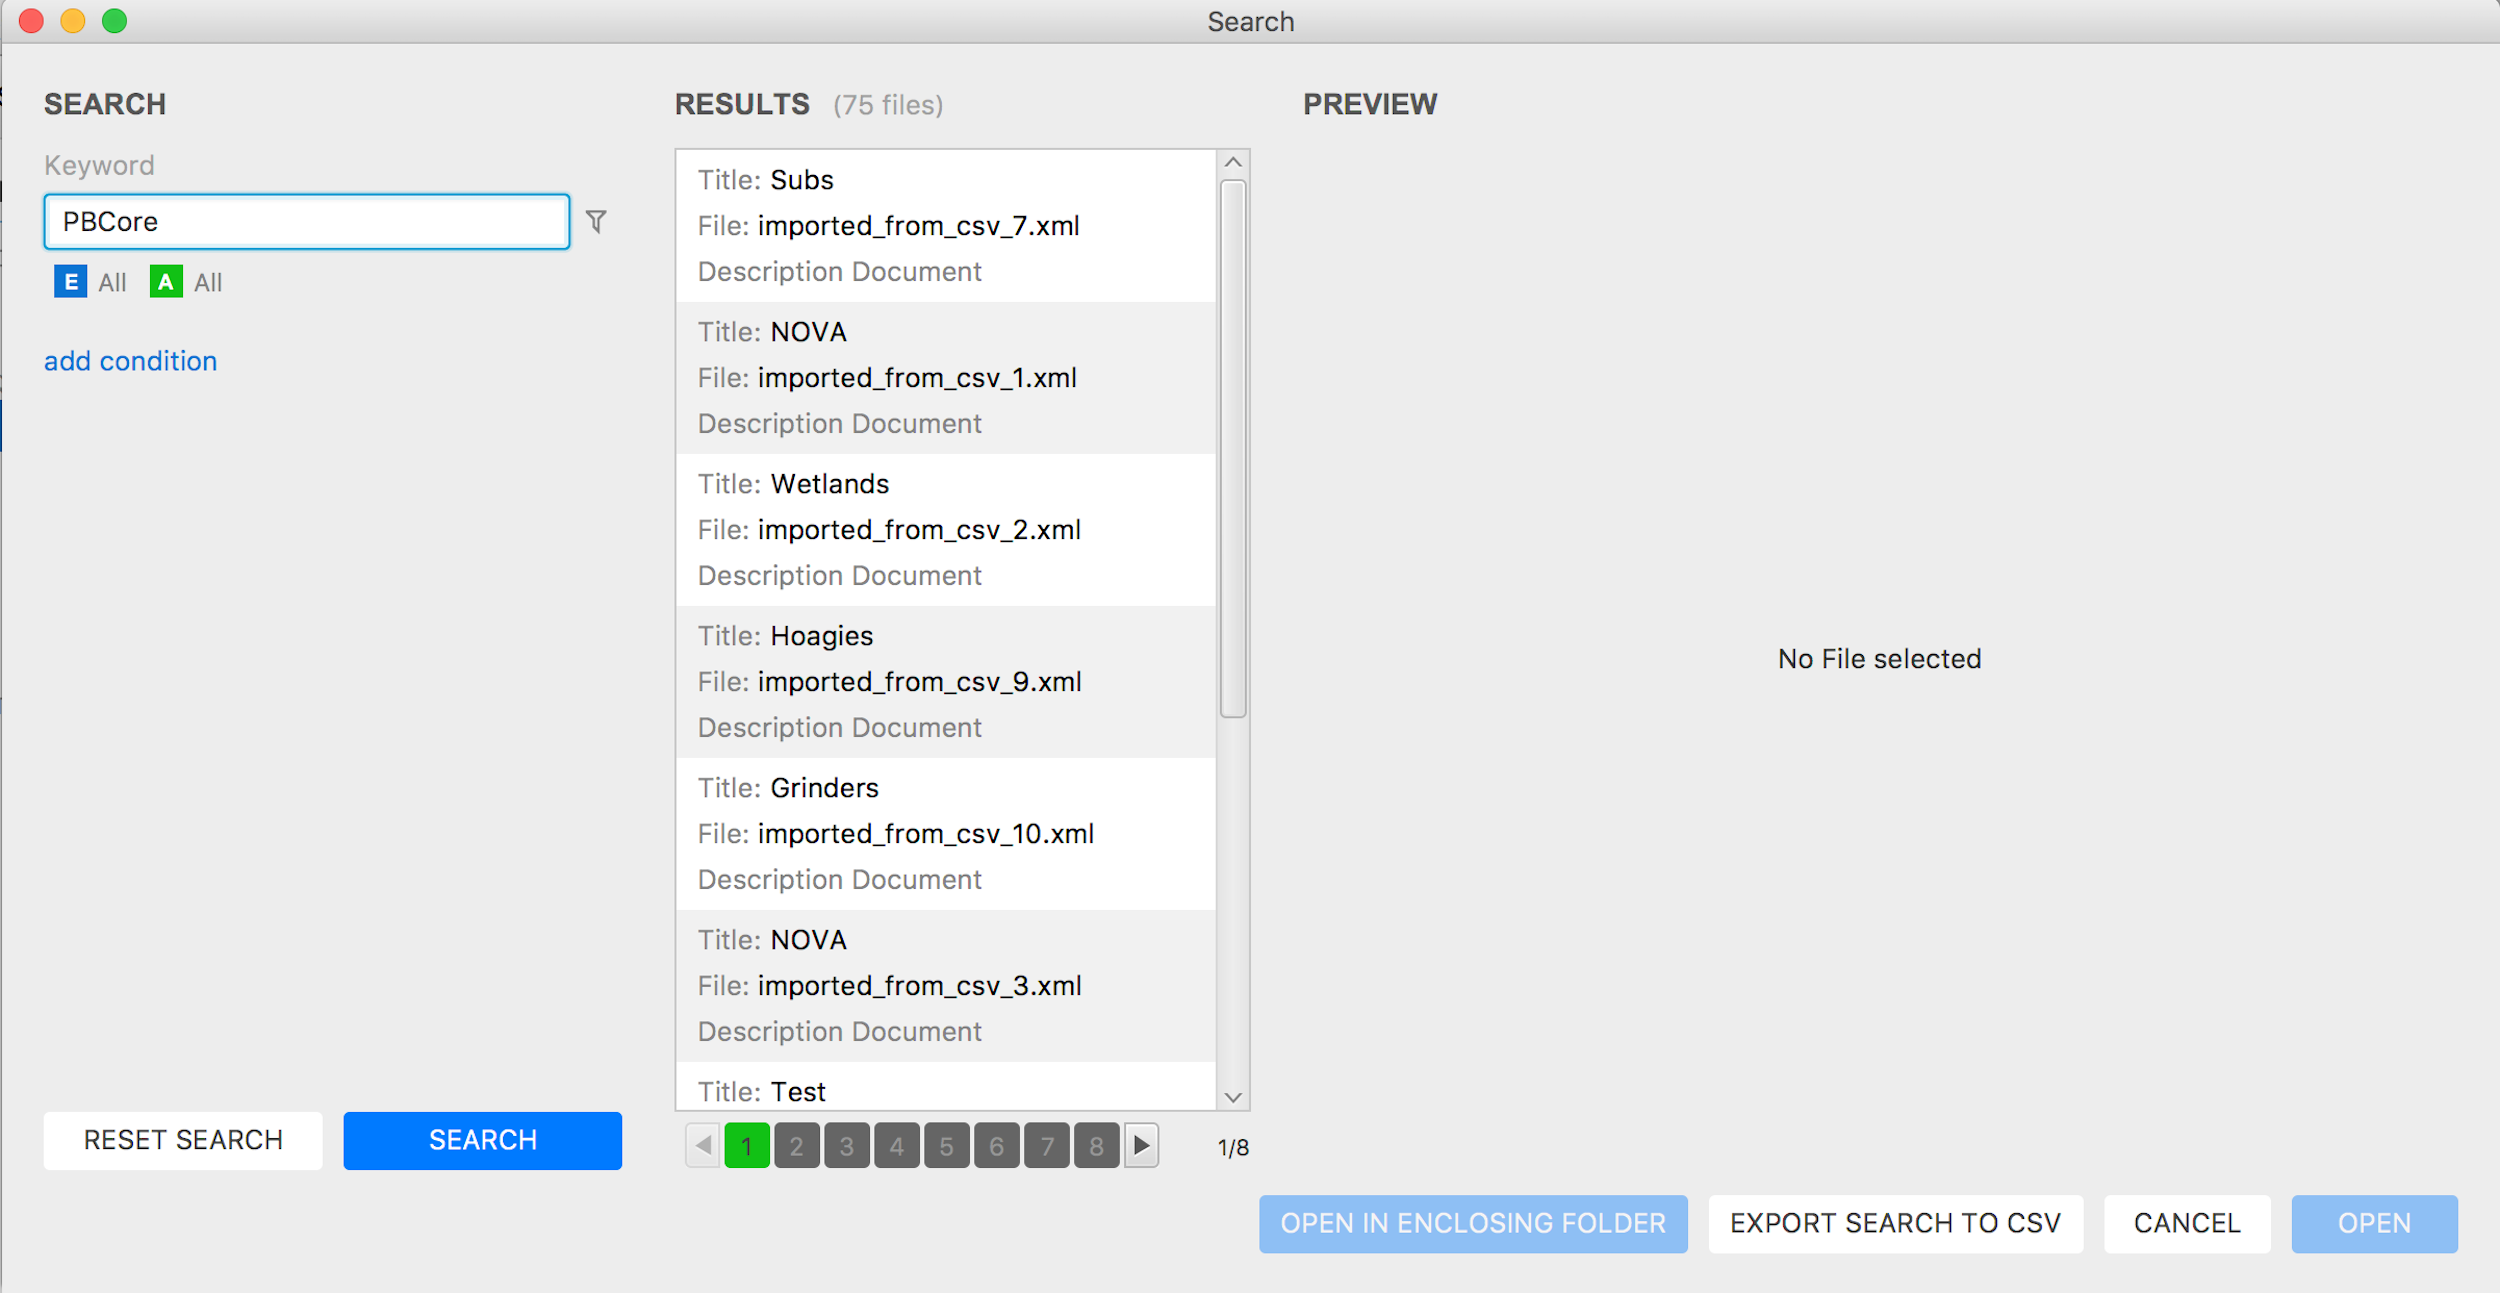 Search
SEARCH
Keyword
PBCore
E All A All
add condition
RESET SEARCH
SEARCH
RESULTS (75 files)
Title: Subs
File: imported_from_csv_7.xml
Description Document
Title: NOVA
File: imported_from_csv_1.xml
Description Document
Title: Wetlands
File: imported_from_csv_2.xml
Description Document
Title: Hoagies
File: imported_from_csv_9.xml
Description Document
Title: Grinders
File: imported_from_csv_10.xml
Description Document
Title: NOVA
File: imported_from_csv_3.xml
Description Document
Title: Test
1 2 3 4 5 6 7 8 1/8
PREVIEW
No File selected
OPEN IN ENCLOSING FOLDER
EXPORT SEARCH TO CSV
CANCEL
OPEN